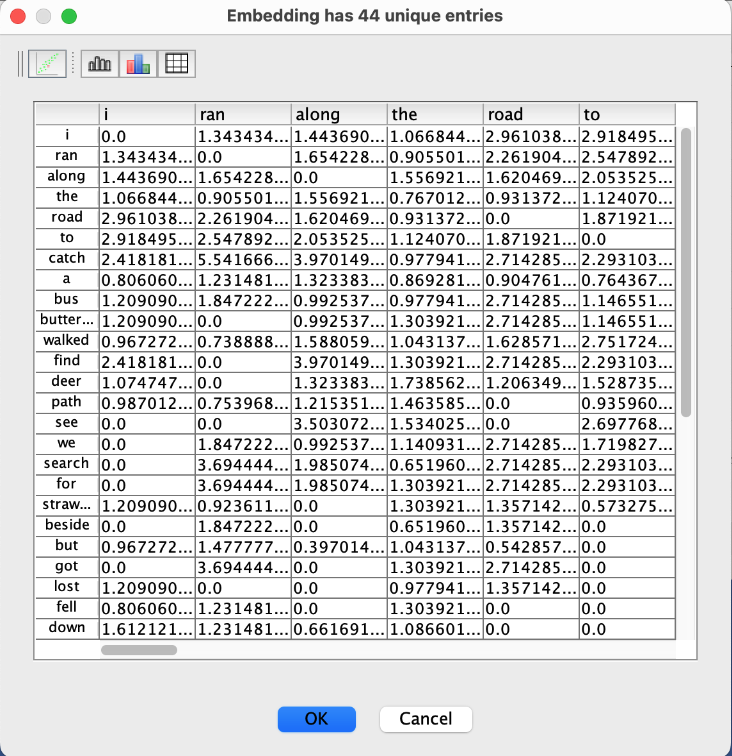 Embedding has 44 unique entries
i ran along the road to
i 0.0 1.343434... 1.443690... 1.066844... 2.961038... 2.918495...
ran 1.343434... 0.0 1.654228... 0.905501... 2.261904... 2.547892...
along 1.443690... 1.654228... 0.0 1.556921... 1.620469... 2.053525...
the 1.066844... 0.905501... 1.556921... 0.767012... 0.931372... 1.124070...
road 2.961038... 2.261904... 1.620469... 0.931372... 0.0 1.871921...
to 2.918495... 2.547892... 2.053525... 1.124070... 1.871921... 0.0
catch 2.418181... 5.541666... 3.970149... 0.977941... 2.714285... 2.293103...
a 0.806060... 1.231481... 1.323383... 0.869281... 0.904761... 0.764367...
bus 1.209090... 1.847222... 0.992537... 0.977941... 2.714285... 1.146551...
butter... 1.209090... 0.0 0.992537... 1.303921... 2.714285... 1.146551...
walked 0.967272... 0.738888... 1.588059... 1.043137... 1.628571... 2.751724...
find 2.418181... 0.0 3.970149... 1.303921... 2.714285... 2.293103...
deer 1.074747... 0.0 1.323383... 1.738562... 1.206349... 1.528735...
path 0.987012... 0.753968... 1.215351... 1.463585... 0.0 0.935960...
see 0.0 0.0 3.503072... 1.534025... 0.0 2.697768...
we 0.0 1.847222... 0.992537... 1.140931... 2.714285... 1.719827...
search 0.0 3.694444... 1.985074... 0.651960... 2.714285... 2.293103...
for 0.0 3.694444... 1.985074... 1.303921... 2.714285... 2.293103...
straw... 1.209090... 0.923611... 0.0 1.303921... 1.357142... 0.573275...
beside 0.0 1.847222... 0.0 0.651960... 1.357142... 0.0
but 0.967272... 1.477777... 0.397014... 1.043137... 0.542857... 0.0
got 0.0 3.694444... 0.0 1.303921... 2.714285... 0.0
lost 1.209090... 0.0 0.0 0.977941... 1.357142... 0.0
fell 0.806060... 1.231481... 0.0 1.303921... 0.0 0.0
down 1.612121... 1.231481... 0.661691... 1.086601... 0.0 0.0
OK Cancel